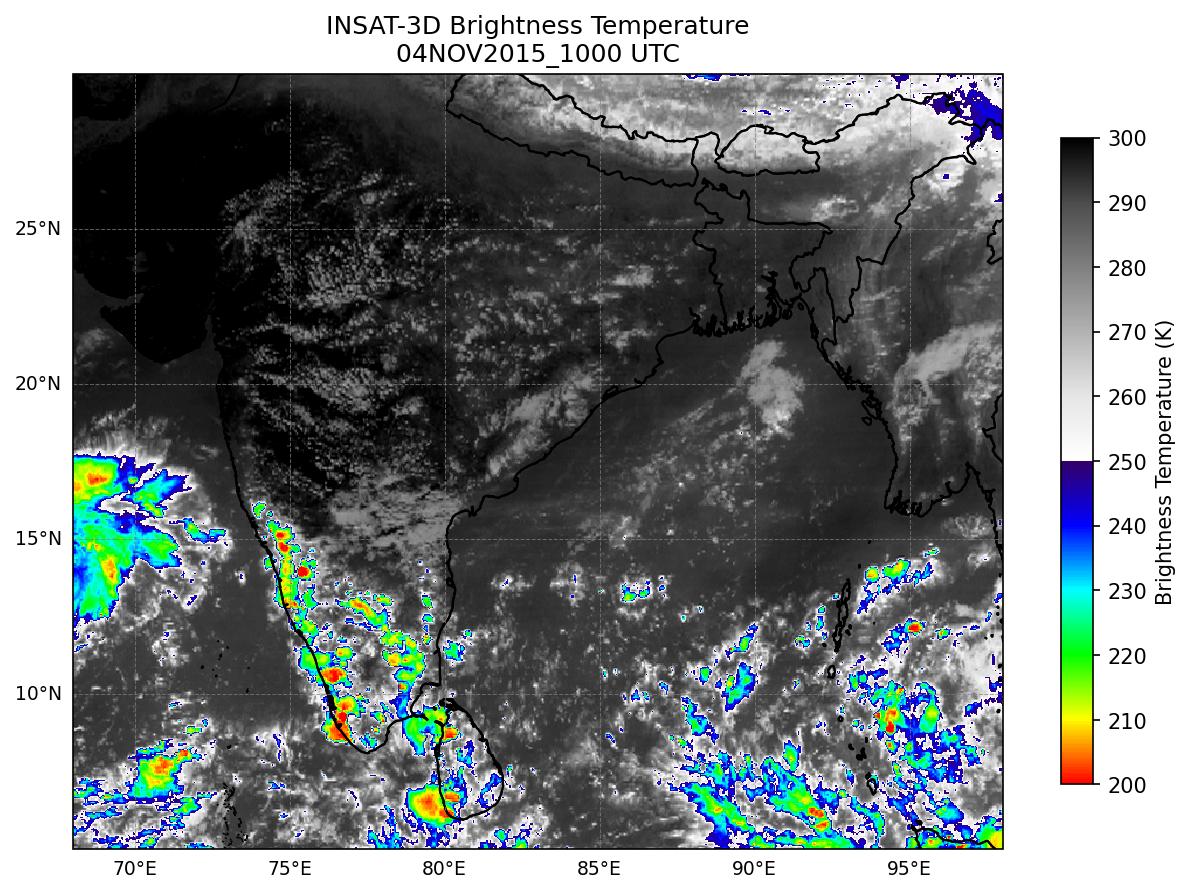 INSAT-3D Brightness Temperature
04NOV2015_1000 UTC
25°N
20°N
15°N
10°N
70°E
75°E
80°E
85°E
90°E
95°E
300
290
280
270
260
250
240
230
220
210
200
Brightness Temperature (K)